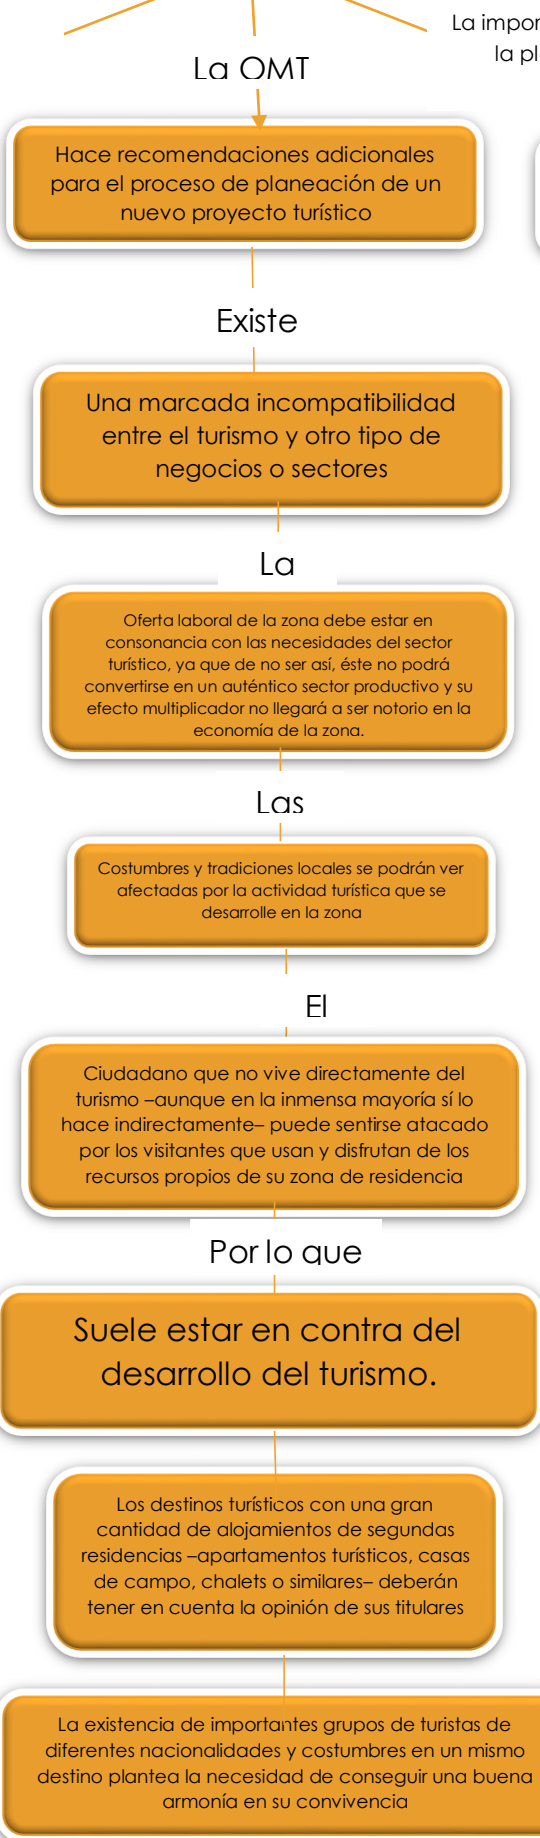 La impor
la pl
La OMT
Hace recomendaciones adicionales
para el proceso de planeación de un
nuevo proyecto turístico
Existe
Una marcada incompatibilidad
entre el turismo y otro tipo de
negocios o sectores
La
Oferta laboral de la zona debe estar en
consonancia con las necesidades del sector
turístico, ya que de no ser así, éste no podrá
convertirse en un auténtico sector productivo y su
efecto multiplicador no llegará a ser notorio en la
economía de la zona.
Las
Costumbres y tradiciones locales se podrán ver
afectadas por la actividad turística que se
desarrolle en la zona
El
Ciudadano que no vive directamente del
turismo –aunque en la inmensa mayoría sí lo
hace indirectamente– puede sentirse atacado
por los visitantes que usan y disfrutan de los
recursos propios de su zona de residencia
Por lo que
Suele estar en contra del
desarrollo del turismo.
Los destinos turísticos con una gran
cantidad de alojamientos de segundas
residencias –apartamentos turísticos, casas
de campo, chalets o similares– deberán
tener en cuenta la opinión de sus titulares
La existencia de importantes grupos de turistas de
diferentes nacionalidades y costumbres en un mismo
destino plantea la necesidad de conseguir una buena
armonía en su convivencia